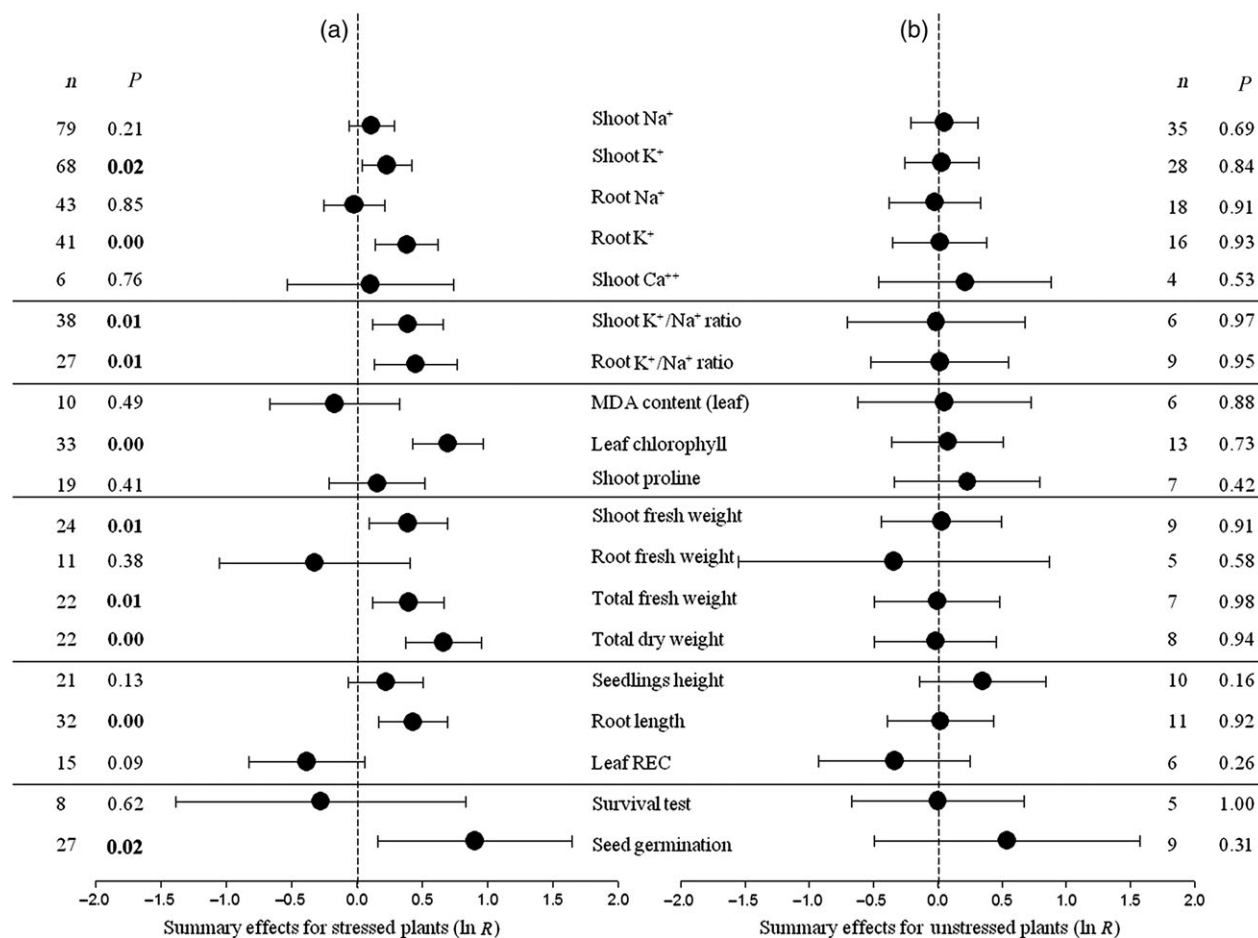 (a) (b)
n P n P
79 0.21 Shoot Na⁺ 35 0.69
68 0.02 Shoot K⁺ 28 0.84
43 0.85 Root Na⁺ 18 0.91
41 0.00 Root K⁺ 16 0.93
6 0.76 Shoot Ca⁺⁺ 4 0.53
38 0.01 Shoot K⁺/Na⁺ ratio 6 0.97
27 0.01 Root K⁺/Na⁺ ratio 9 0.95
10 0.49 MDA content (leaf) 6 0.88
33 0.00 Leaf chlorophyll 13 0.73
19 0.41 Shoot proline 7 0.42
24 0.01 Shoot fresh weight 9 0.91
11 0.38 Root fresh weight 5 0.58
22 0.01 Total fresh weight 7 0.98
22 0.00 Total dry weight 8 0.94
21 0.13 Seedlings height 10 0.16
32 0.00 Root length 11 0.92
15 0.09 Leaf REC 6 0.26
8 0.62 Survival test 5 1.00
27 0.02 Seed germination 9 0.31
−2.0 −1.5 −1.0 −0.5 0.0 0.5 1.0 1.5 2.0 −2.0 −1.5 −1.0 −0.5 0.0 0.5 1.0 1.5 2.0
Summary effects for stressed plants (ln R) Summary effects for unstressed plants (ln R)